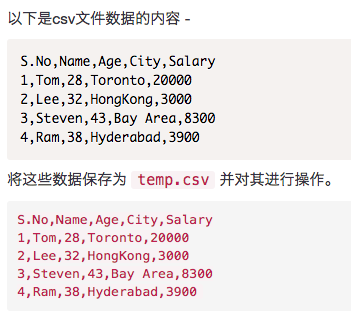 以下是csv文件数据的内容 -
S.No,Name,Age,City,Salary
1,Tom,28,Toronto,20000
2,Lee,32,HongKong,3000
3,Steven,43,Bay Area,8300
4,Ram,38,Hyderabad,3900
将这些数据保存为 temp.csv 并对其进行操作。
S.No,Name,Age,City,Salary
1,Tom,28,Toronto,20000
2,Lee,32,HongKong,3000
3,Steven,43,Bay Area,8300
4,Ram,38,Hyderabad,3900